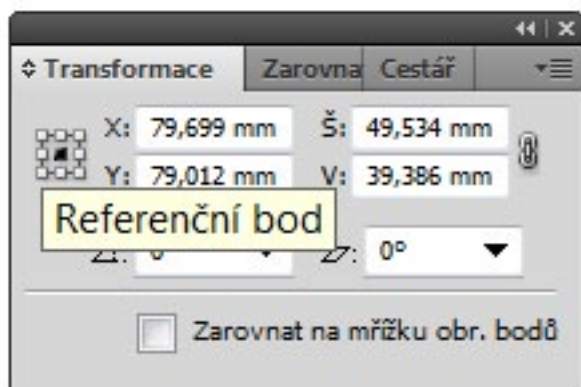 Transformace Zarovna Cestář
X: 79,699 mm Š: 49,534 mm
Y: 79,012 mm V: 39,386 mm
Referenční bod
0°
Zarovnat na mřížku obr. bodů